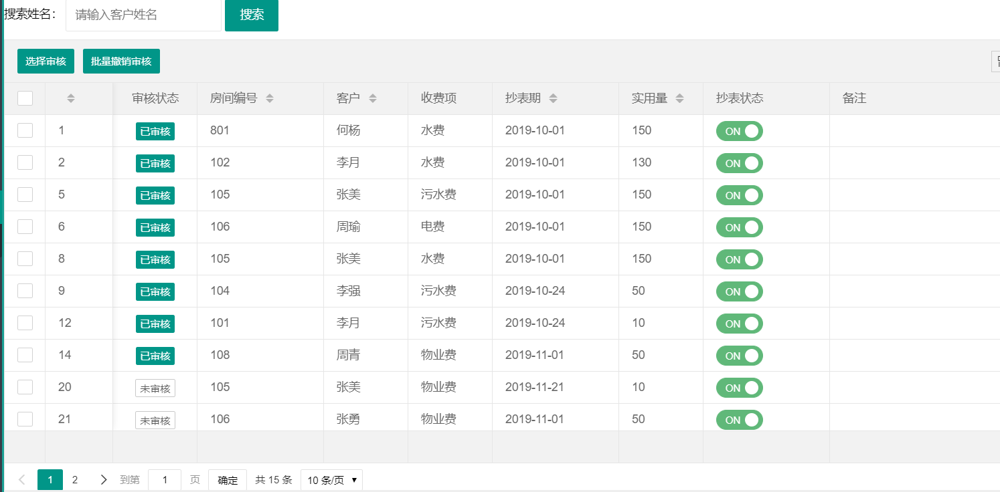 搜索姓名： 请输入客户姓名 搜索
选择审核 批量撤销审核
审核状态 房间编号 客户 收费项 抄表期 实用量 抄表状态 备注
1 已审核 801 何杨 水费 2019-10-01 150 ON
2 已审核 102 李月 水费 2019-10-01 130 ON
5 已审核 105 张美 污水费 2019-10-01 150 ON
6 已审核 106 周瑜 电费 2019-10-01 150 ON
8 已审核 105 张美 水费 2019-10-01 150 ON
9 已审核 104 李强 污水费 2019-10-24 50 ON
12 已审核 101 李月 污水费 2019-10-24 10 ON
14 已审核 108 周青 物业费 2019-11-01 50 ON
20 未审核 105 张美 物业费 2019-11-21 10 ON
21 未审核 106 张勇 物业费 2019-11-01 50 ON
1 2 到第 1 页 确定 共 15 条 10 条/页